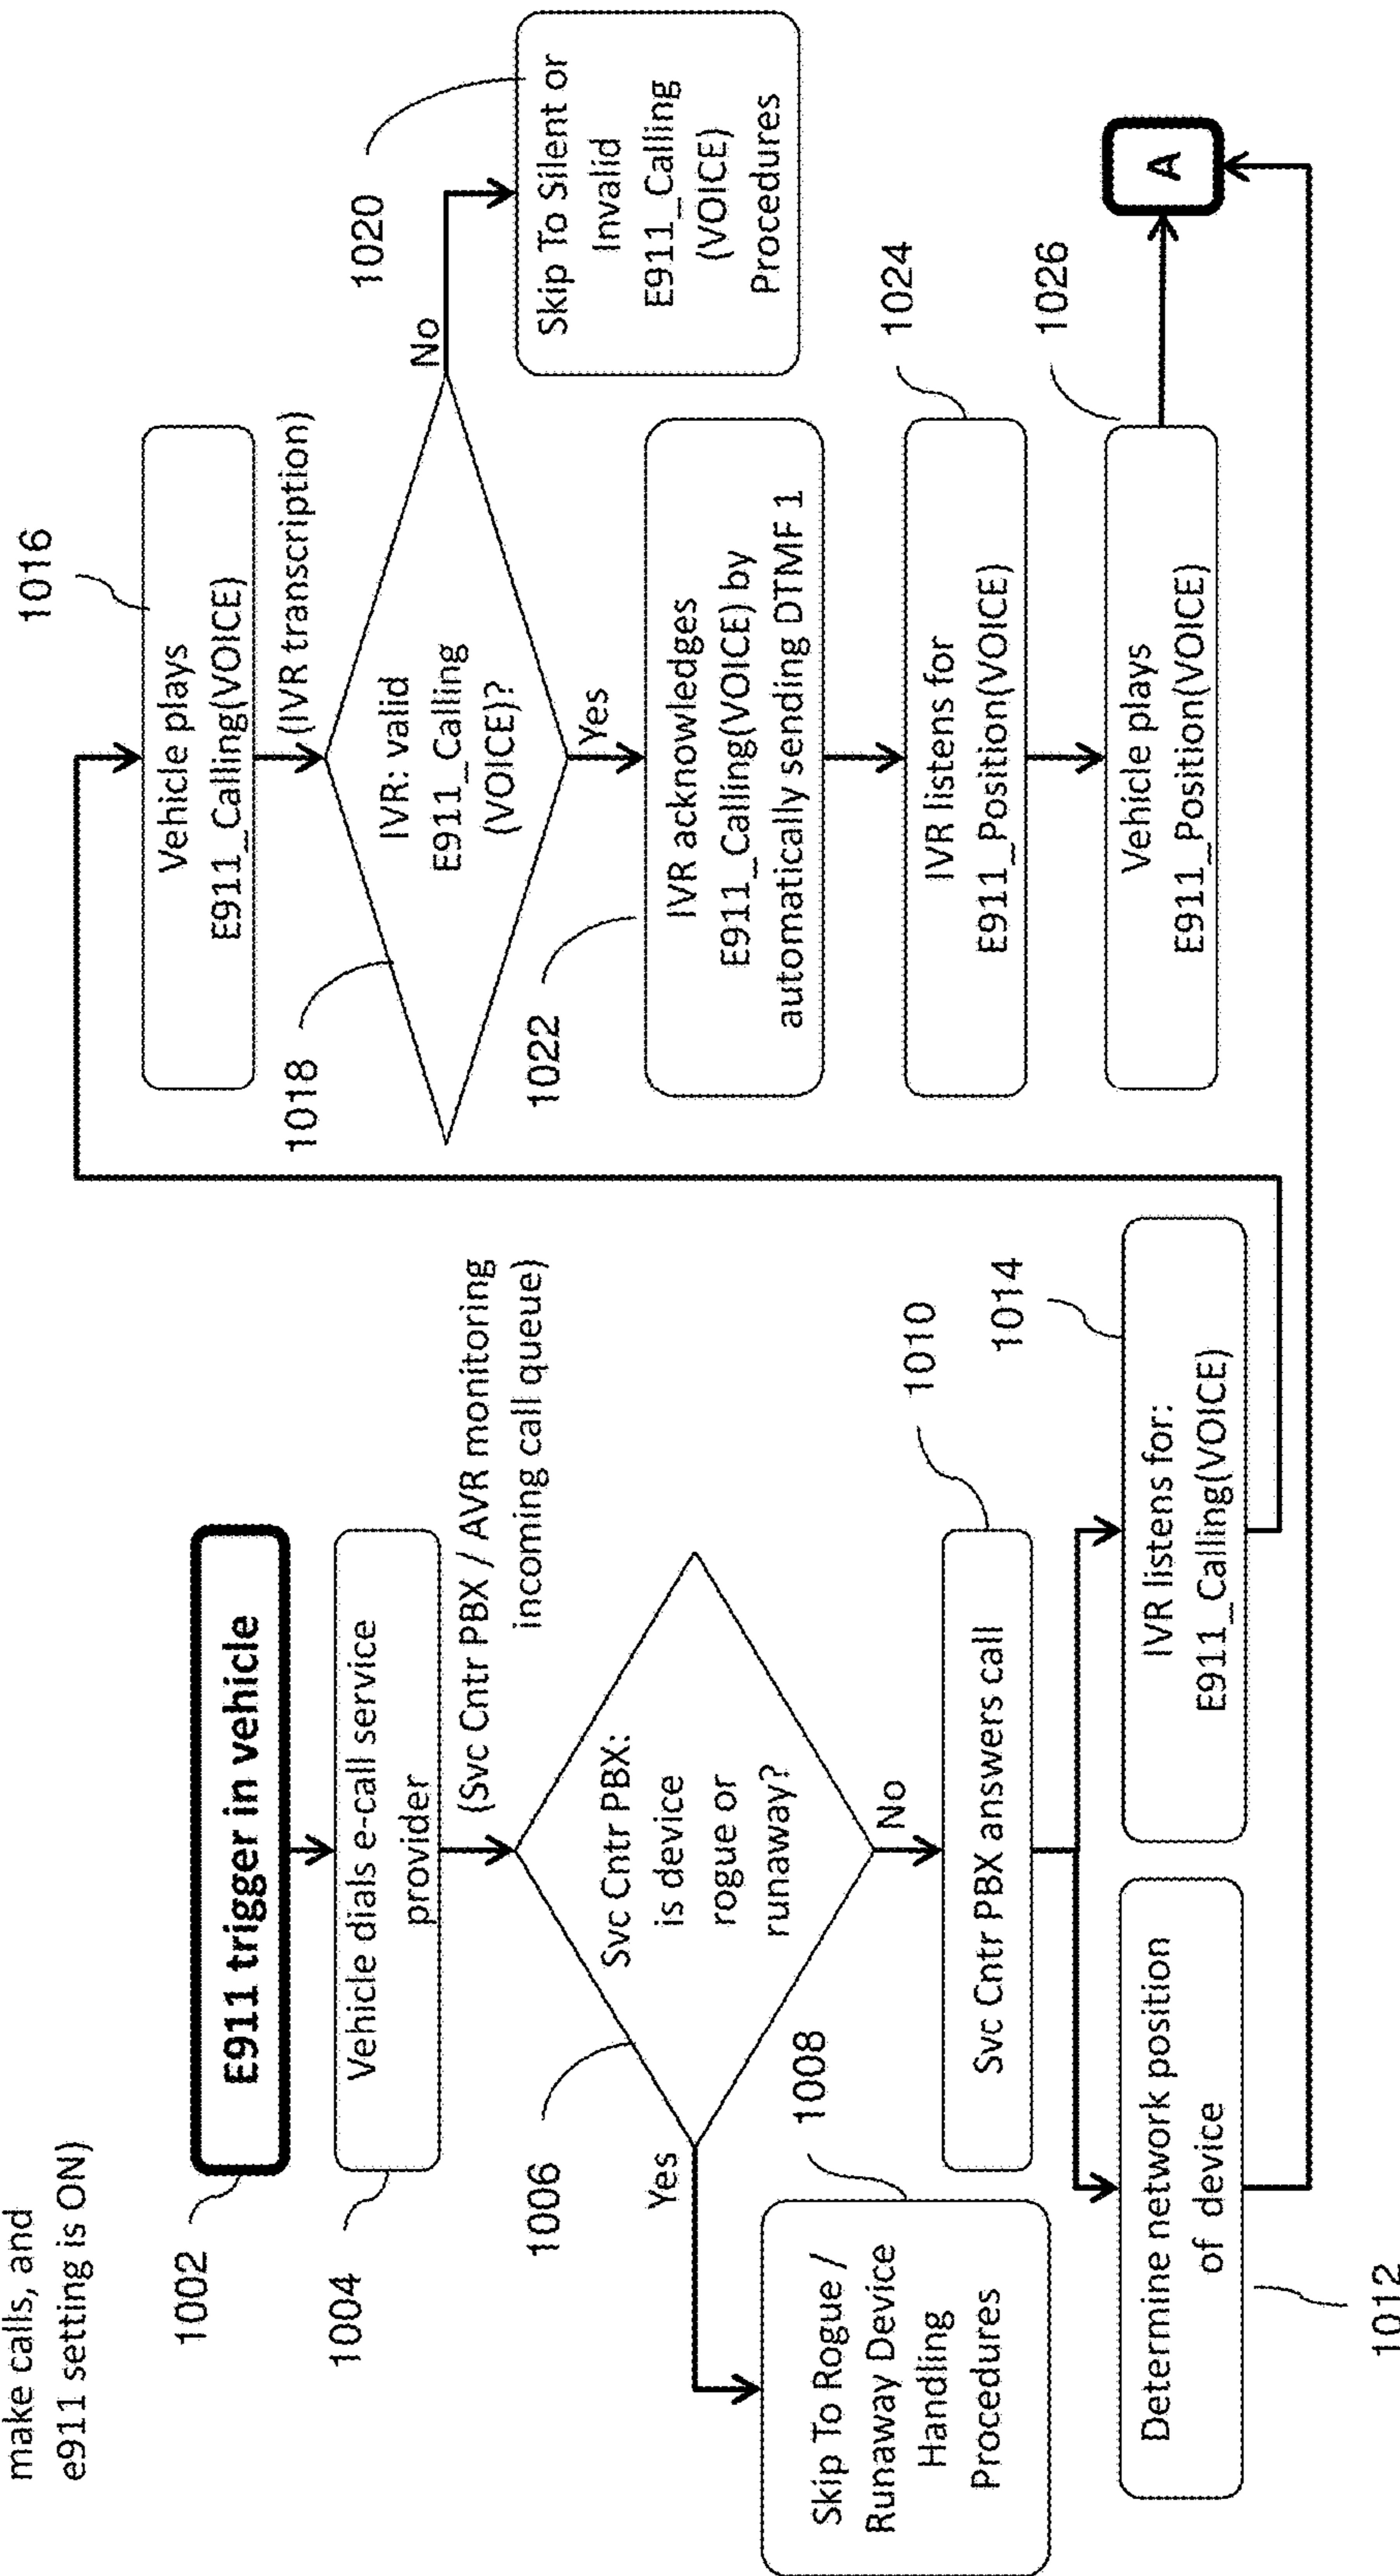 make calls, and
e911 setting is ON)
1002
E911 trigger in vehicle
1004
Vehicle dials e-call service
provider
(Svc Cntr PBX / AVR monitoring
incoming call queue)
1006
Svc Cntr PBX:
is device
rogue or
runaway?
Yes
No
1008
Skip To Rogue /
Runaway Device
Handling
Procedures
1010
Svc Cntr PBX answers call
1012
Determine network position
of device
1014
IVR listens for:
E911_Calling(VOICE)
1016
Vehicle plays
E911_Calling(VOICE)
(IVR transcription)
1018
IVR: valid
E911_Calling
(VOICE)?
No
Yes
1020
Skip To Silent or
Invalid
E911_Calling
(VOICE)
Procedures
1022
IVR acknowledges
E911_Calling(VOICE) by
automatically sending DTMF 1
1024
IVR listens for
E911_Position(VOICE)
1026
Vehicle plays
E911_Position(VOICE)
A